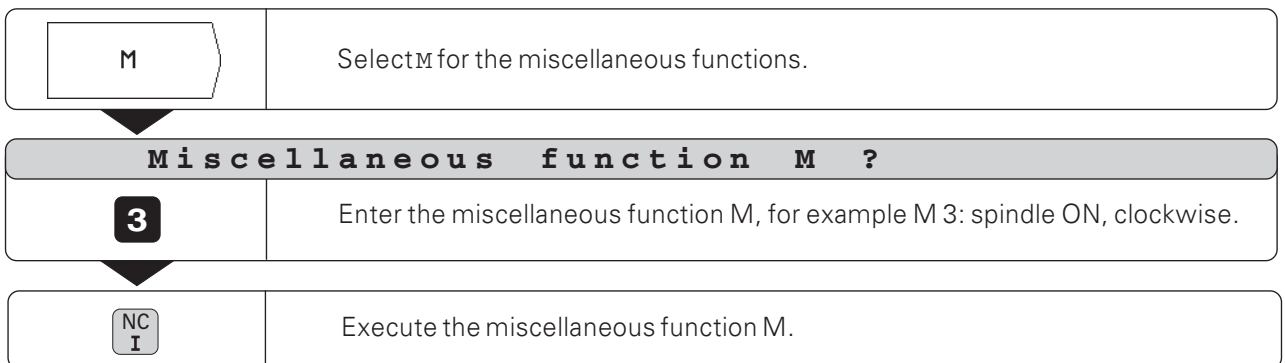 M
Select M for the miscellaneous functions.
Miscellaneous function M ?
3
Enter the miscellaneous function M, for example M 3: spindle ON, clockwise.
NC
I
Execute the miscellaneous function M.